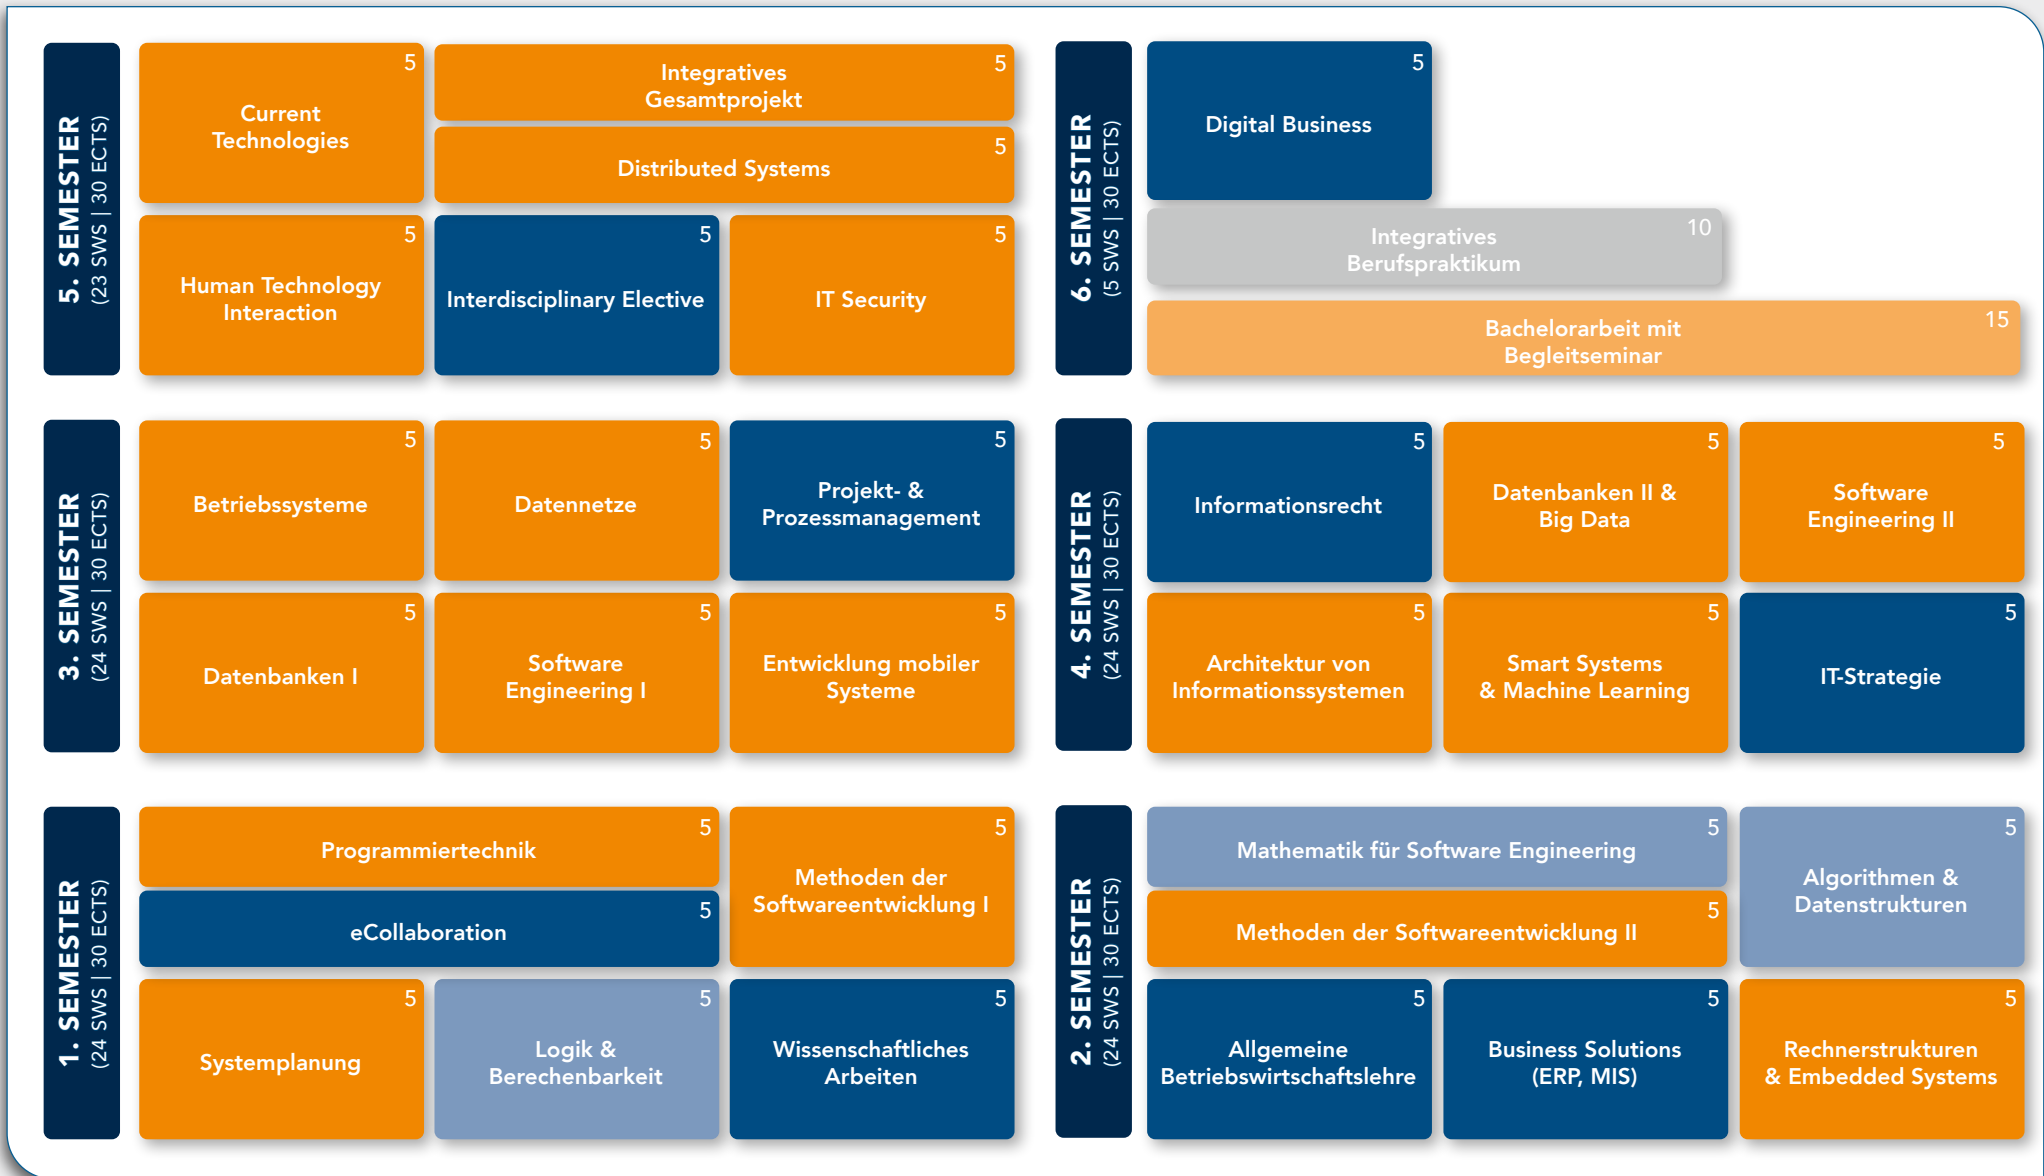 5. SEMESTER
(23 SWS | 30 ECTS)
5
Current
Technologies
5
Integratives
Gesamtprojekt
5
Distributed Systems
5
Human Technology
Interaction
5
Interdisciplinary Elective
5
IT Security
6. SEMESTER
(5 SWS | 30 ECTS)
5
Digital Business
10
Integratives
Berufspraktikum
15
Bachelorarbeit mit
Begleitseminar
3. SEMESTER
(24 SWS | 30 ECTS)
5
Betriebssysteme
5
Datennetze
5
Projekt- &
Prozessmanagement
5
Datenbanken I
5
Software
Engineering I
5
Entwicklung mobiler
Systeme
4. SEMESTER
(24 SWS | 30 ECTS)
5
Informationsrecht
5
Datenbanken II &
Big Data
5
Software
Engineering II
5
Architektur von
Informationssystemen
5
Smart Systems
& Machine Learning
5
IT-Strategie
1. SEMESTER
(24 SWS | 30 ECTS)
5
Programmiertechnik
5
eCollaboration
5
Methoden der
Softwareentwicklung I
5
Systemplanung
5
Logik &
Berechenbarkeit
5
Wissenschaftliches
Arbeiten
2. SEMESTER
(24 SWS | 30 ECTS)
5
Mathematik für Software Engineering
5
Methoden der Softwareentwicklung II
5
Algorithmen &
Datenstrukturen
5
Allgemeine
Betriebswirtschaftslehre
5
Business Solutions
(ERP, MIS)
5
Rechnerstrukturen
& Embedded Systems